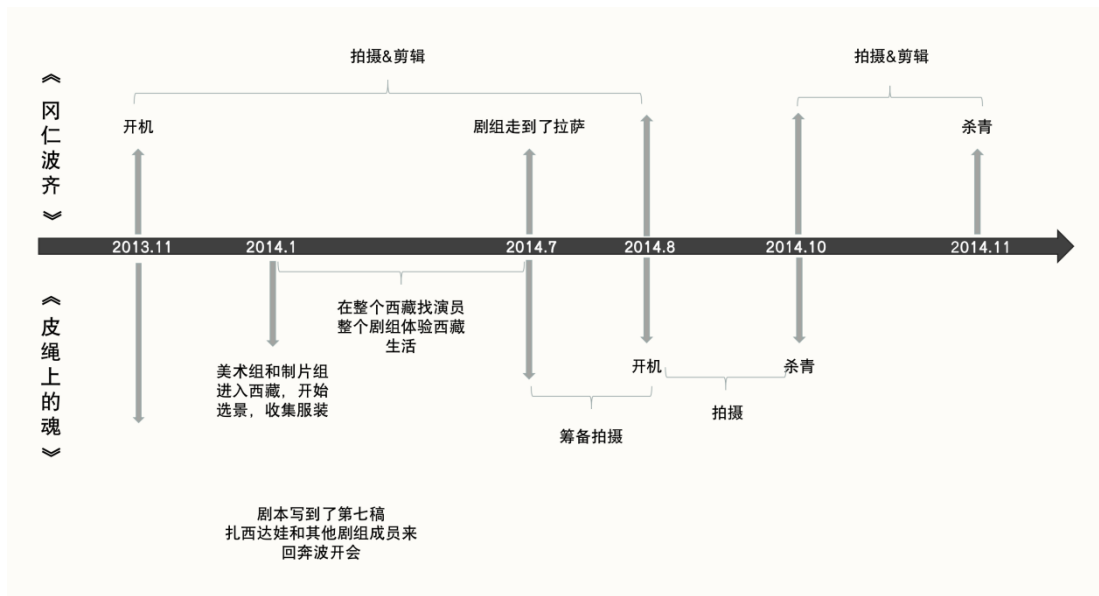 拍摄&剪辑
拍摄&剪辑
《冈仁波齐》
开机
剧组走到了拉萨
杀青
2013.11
2014.1
2014.7
2014.8
2014.10
2014.11
《皮绳上的魂》
在整个西藏找演员
整个剧组体验西藏
生活
美术组和制片组
进入西藏，开始
选景，收集服装
开机
杀青
拍摄
筹备拍摄
剧本写到了第七稿
扎西达娃和其他剧组成员来
回奔波开会